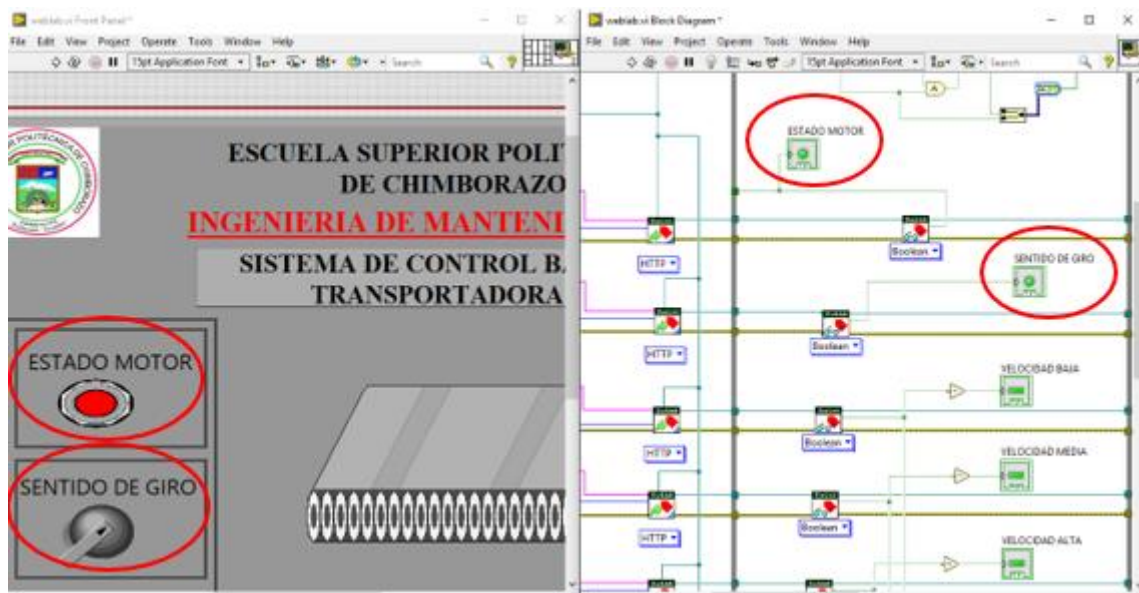 weblab.vi Front Panel *
File Edit View Project Operate Tools Window Help
15pt Application Font
Search
ESCUELA SUPERIOR POLIT
DE CHIMBORAZO
INGENIERIA DE MANTENI
SISTEMA DE CONTROL B
TRANSPORTADORA
ESTADO MOTOR
SENTIDO DE GIRO
weblab.vi Block Diagram *
File Edit View Project Operate Tools Window Help
15pt Application Font
Search
ESTADO MOTOR
Boolean
HTTP
SENTIDO DE GIRO
Boolean
HTTP
VELOCIDAD BAJA
Boolean
HTTP
VELOCIDAD MEDIA
Boolean
HTTP
VELOCIDAD ALTA